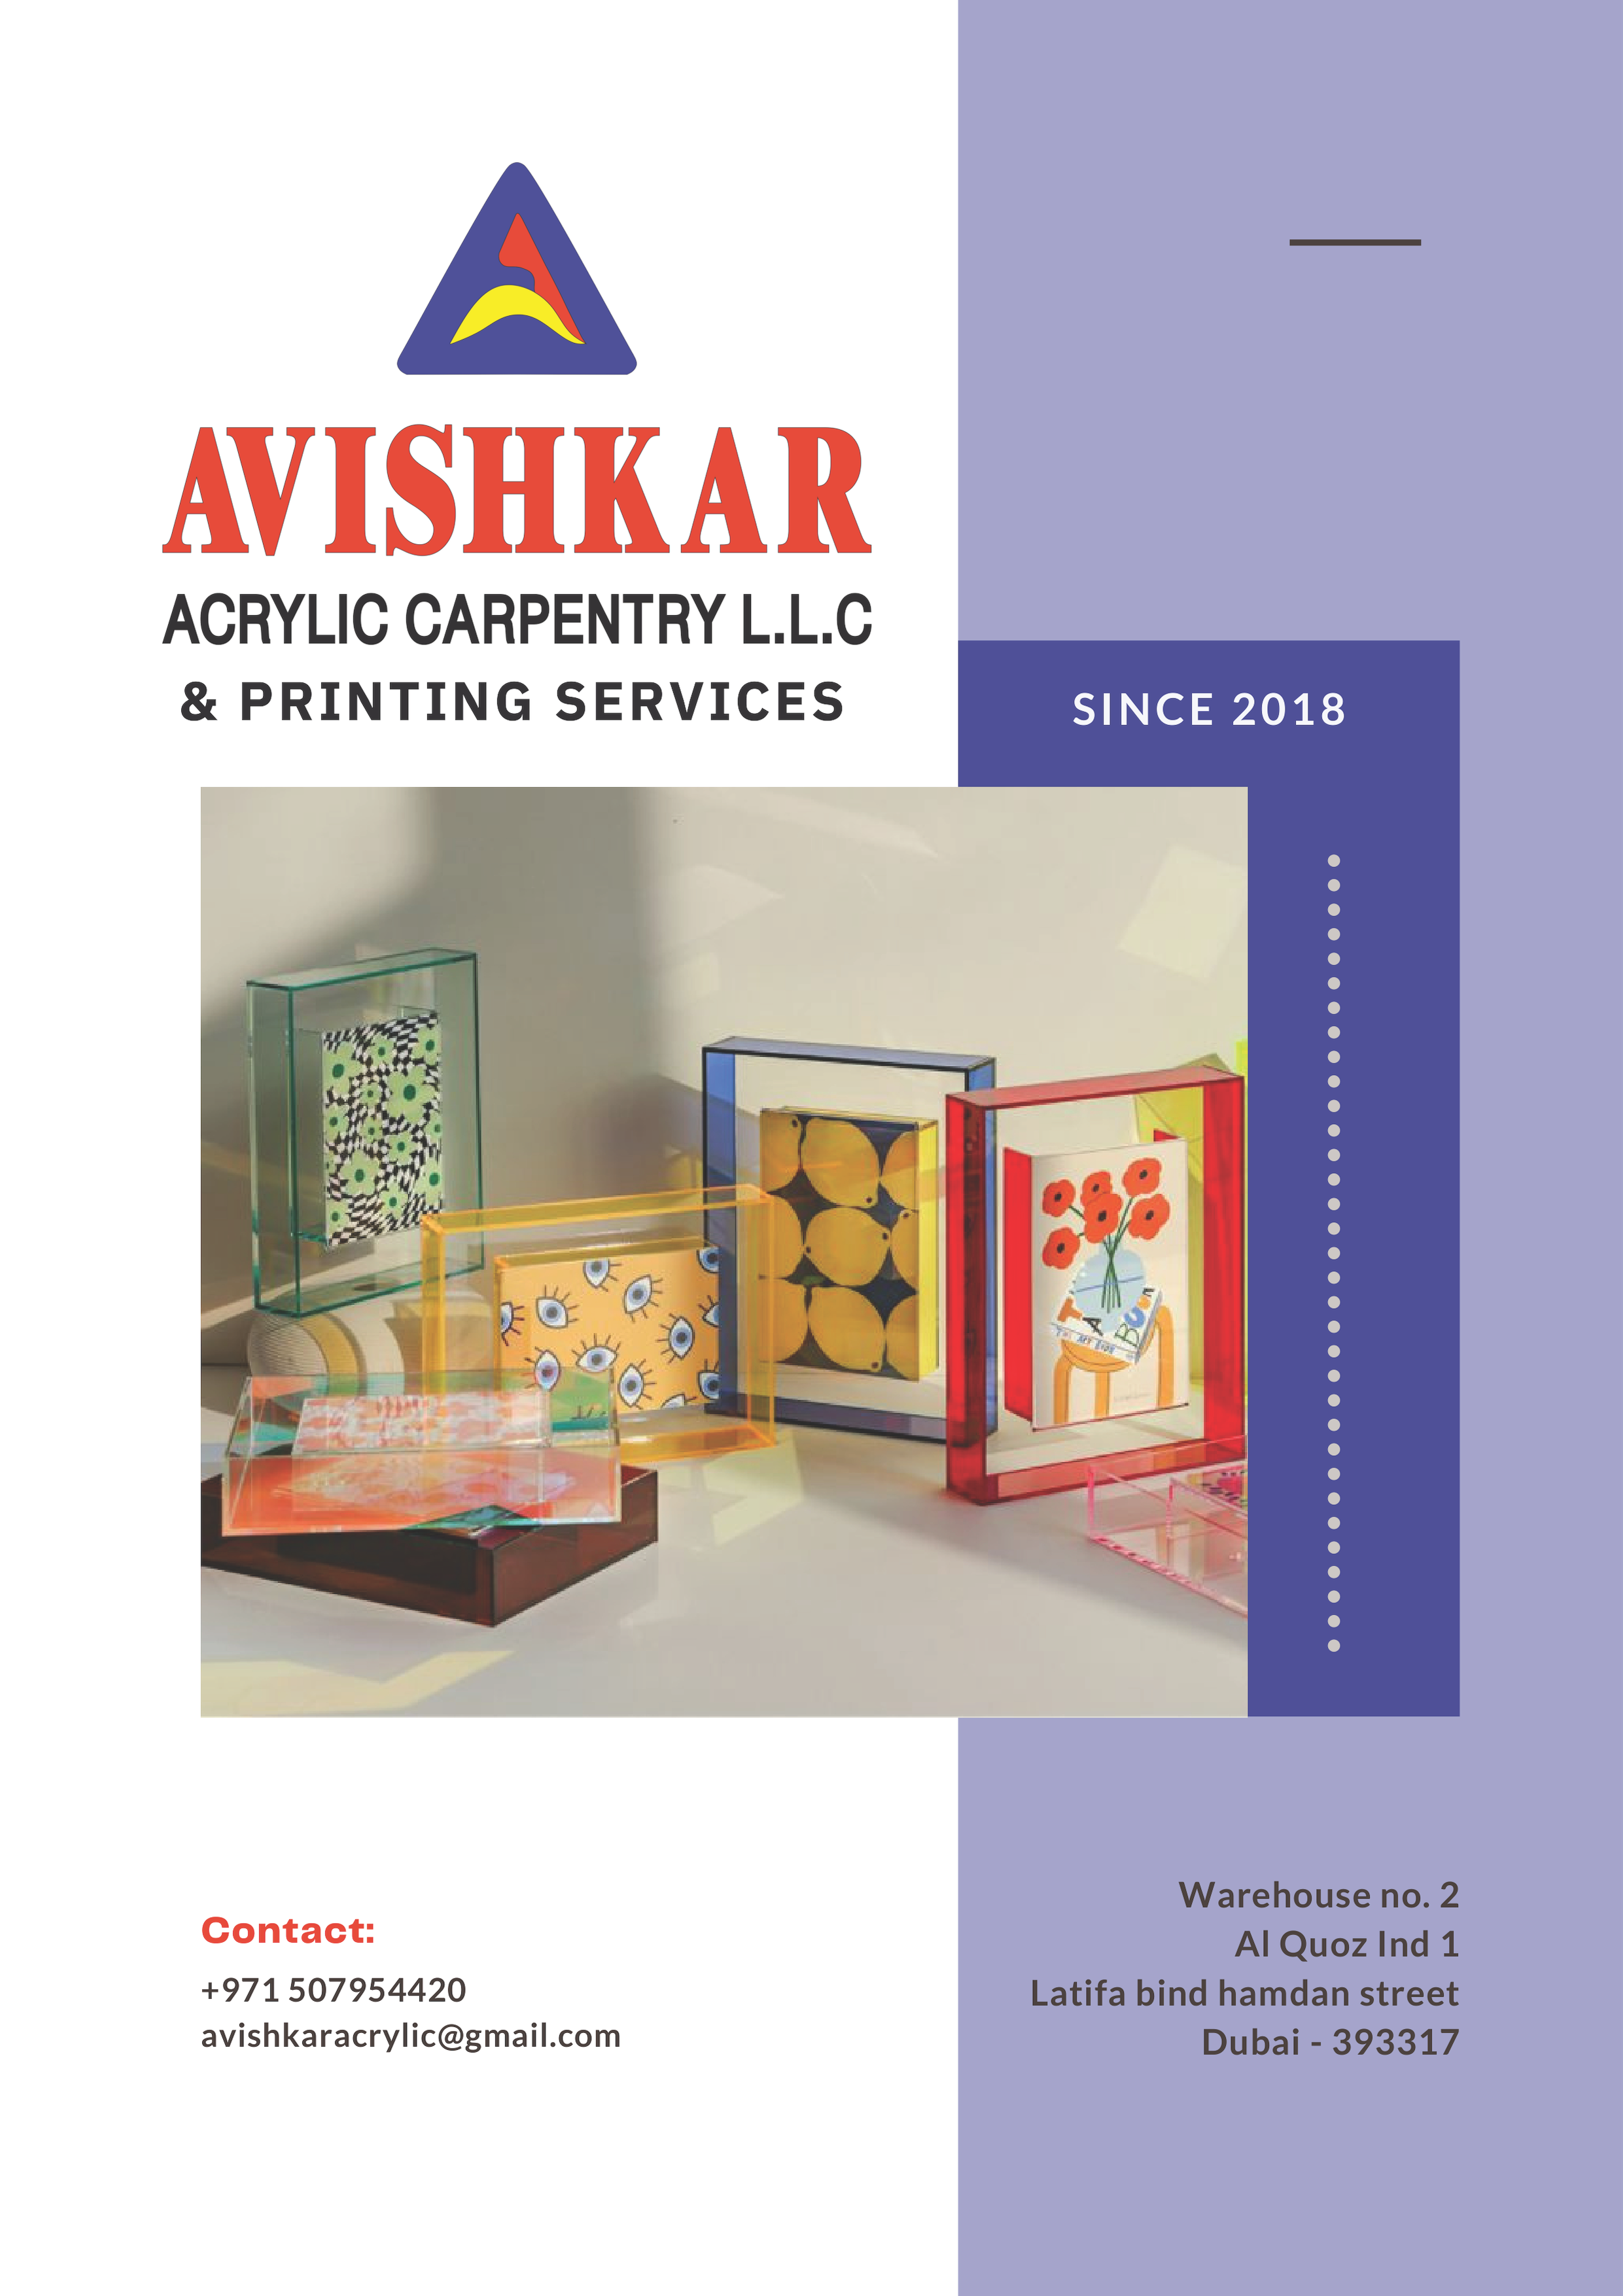 AVISHKAR
ACRYLIC CARPENTRY L.L.C
& PRINTING SERVICES
SINCE 2018
Contact:
+971 507954420
avishkaracrylic@gmail.com
Warehouse no. 2
Al Quoz Ind 1
Latifa bind hamdan street
Dubai - 393317